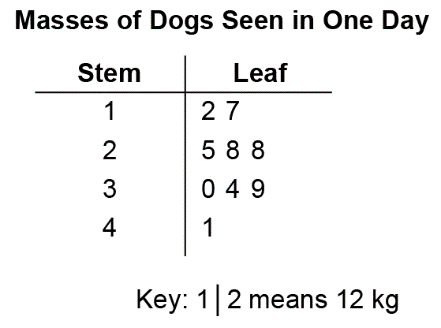 Masses of Dogs Seen in One Day
Stem Leaf
1 2 7
2 5 8 8
3 0 4 9
4 1
Key: 1|2 means 12 kg